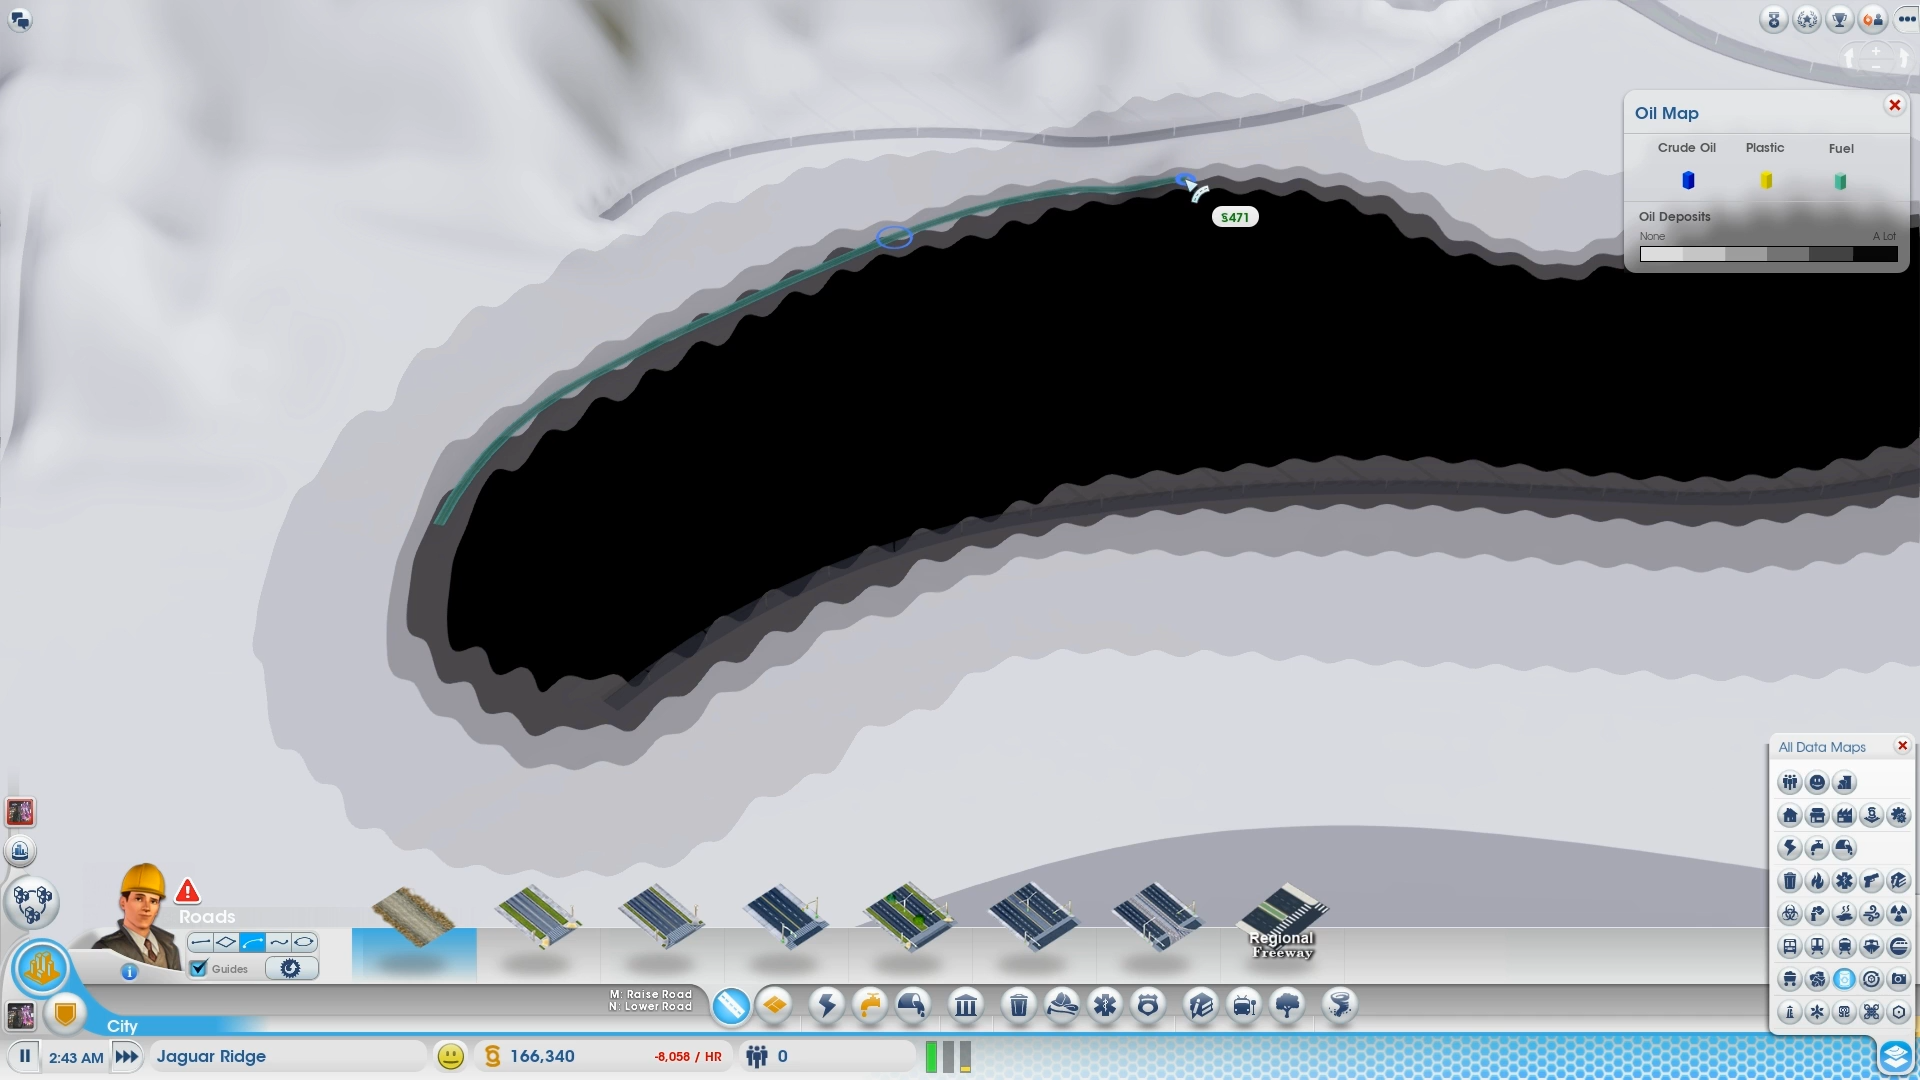 Oil Map
Crude Oil Plastic Fuel
Oil Deposits
None A Lot
§471
All Data Maps
Roads
Guides
Regional
Freeway
M: Raise Road
N: Lower Road
City
2:43 AM Jaguar Ridge 166,340 -8,058 / HR 0